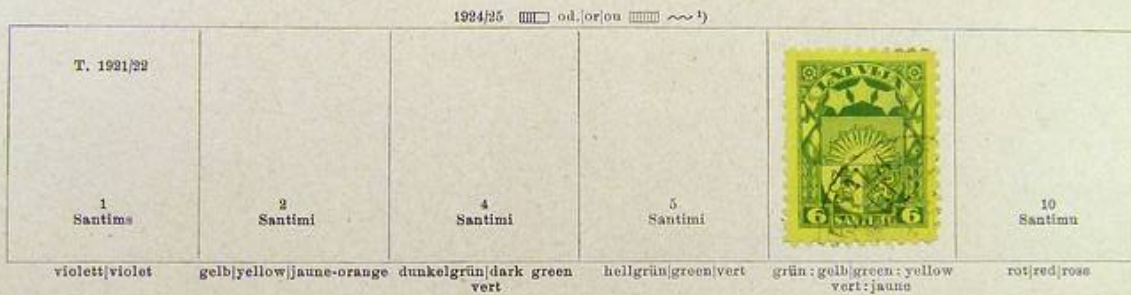 1924/25 od.|or|ou ¹)
T. 1921/22
1
Santims
2
Santimi
4
Santimi
5
Santimi
LATVIJA
6 SANTIMI 6
10
Santimu
violett|violet
gelb|yellow|jaune-orange
dunkelgrün|dark green
vert
hellgrün|green|vert
grün:gelb|green:yellow
vert:jaune
rot|red|rose